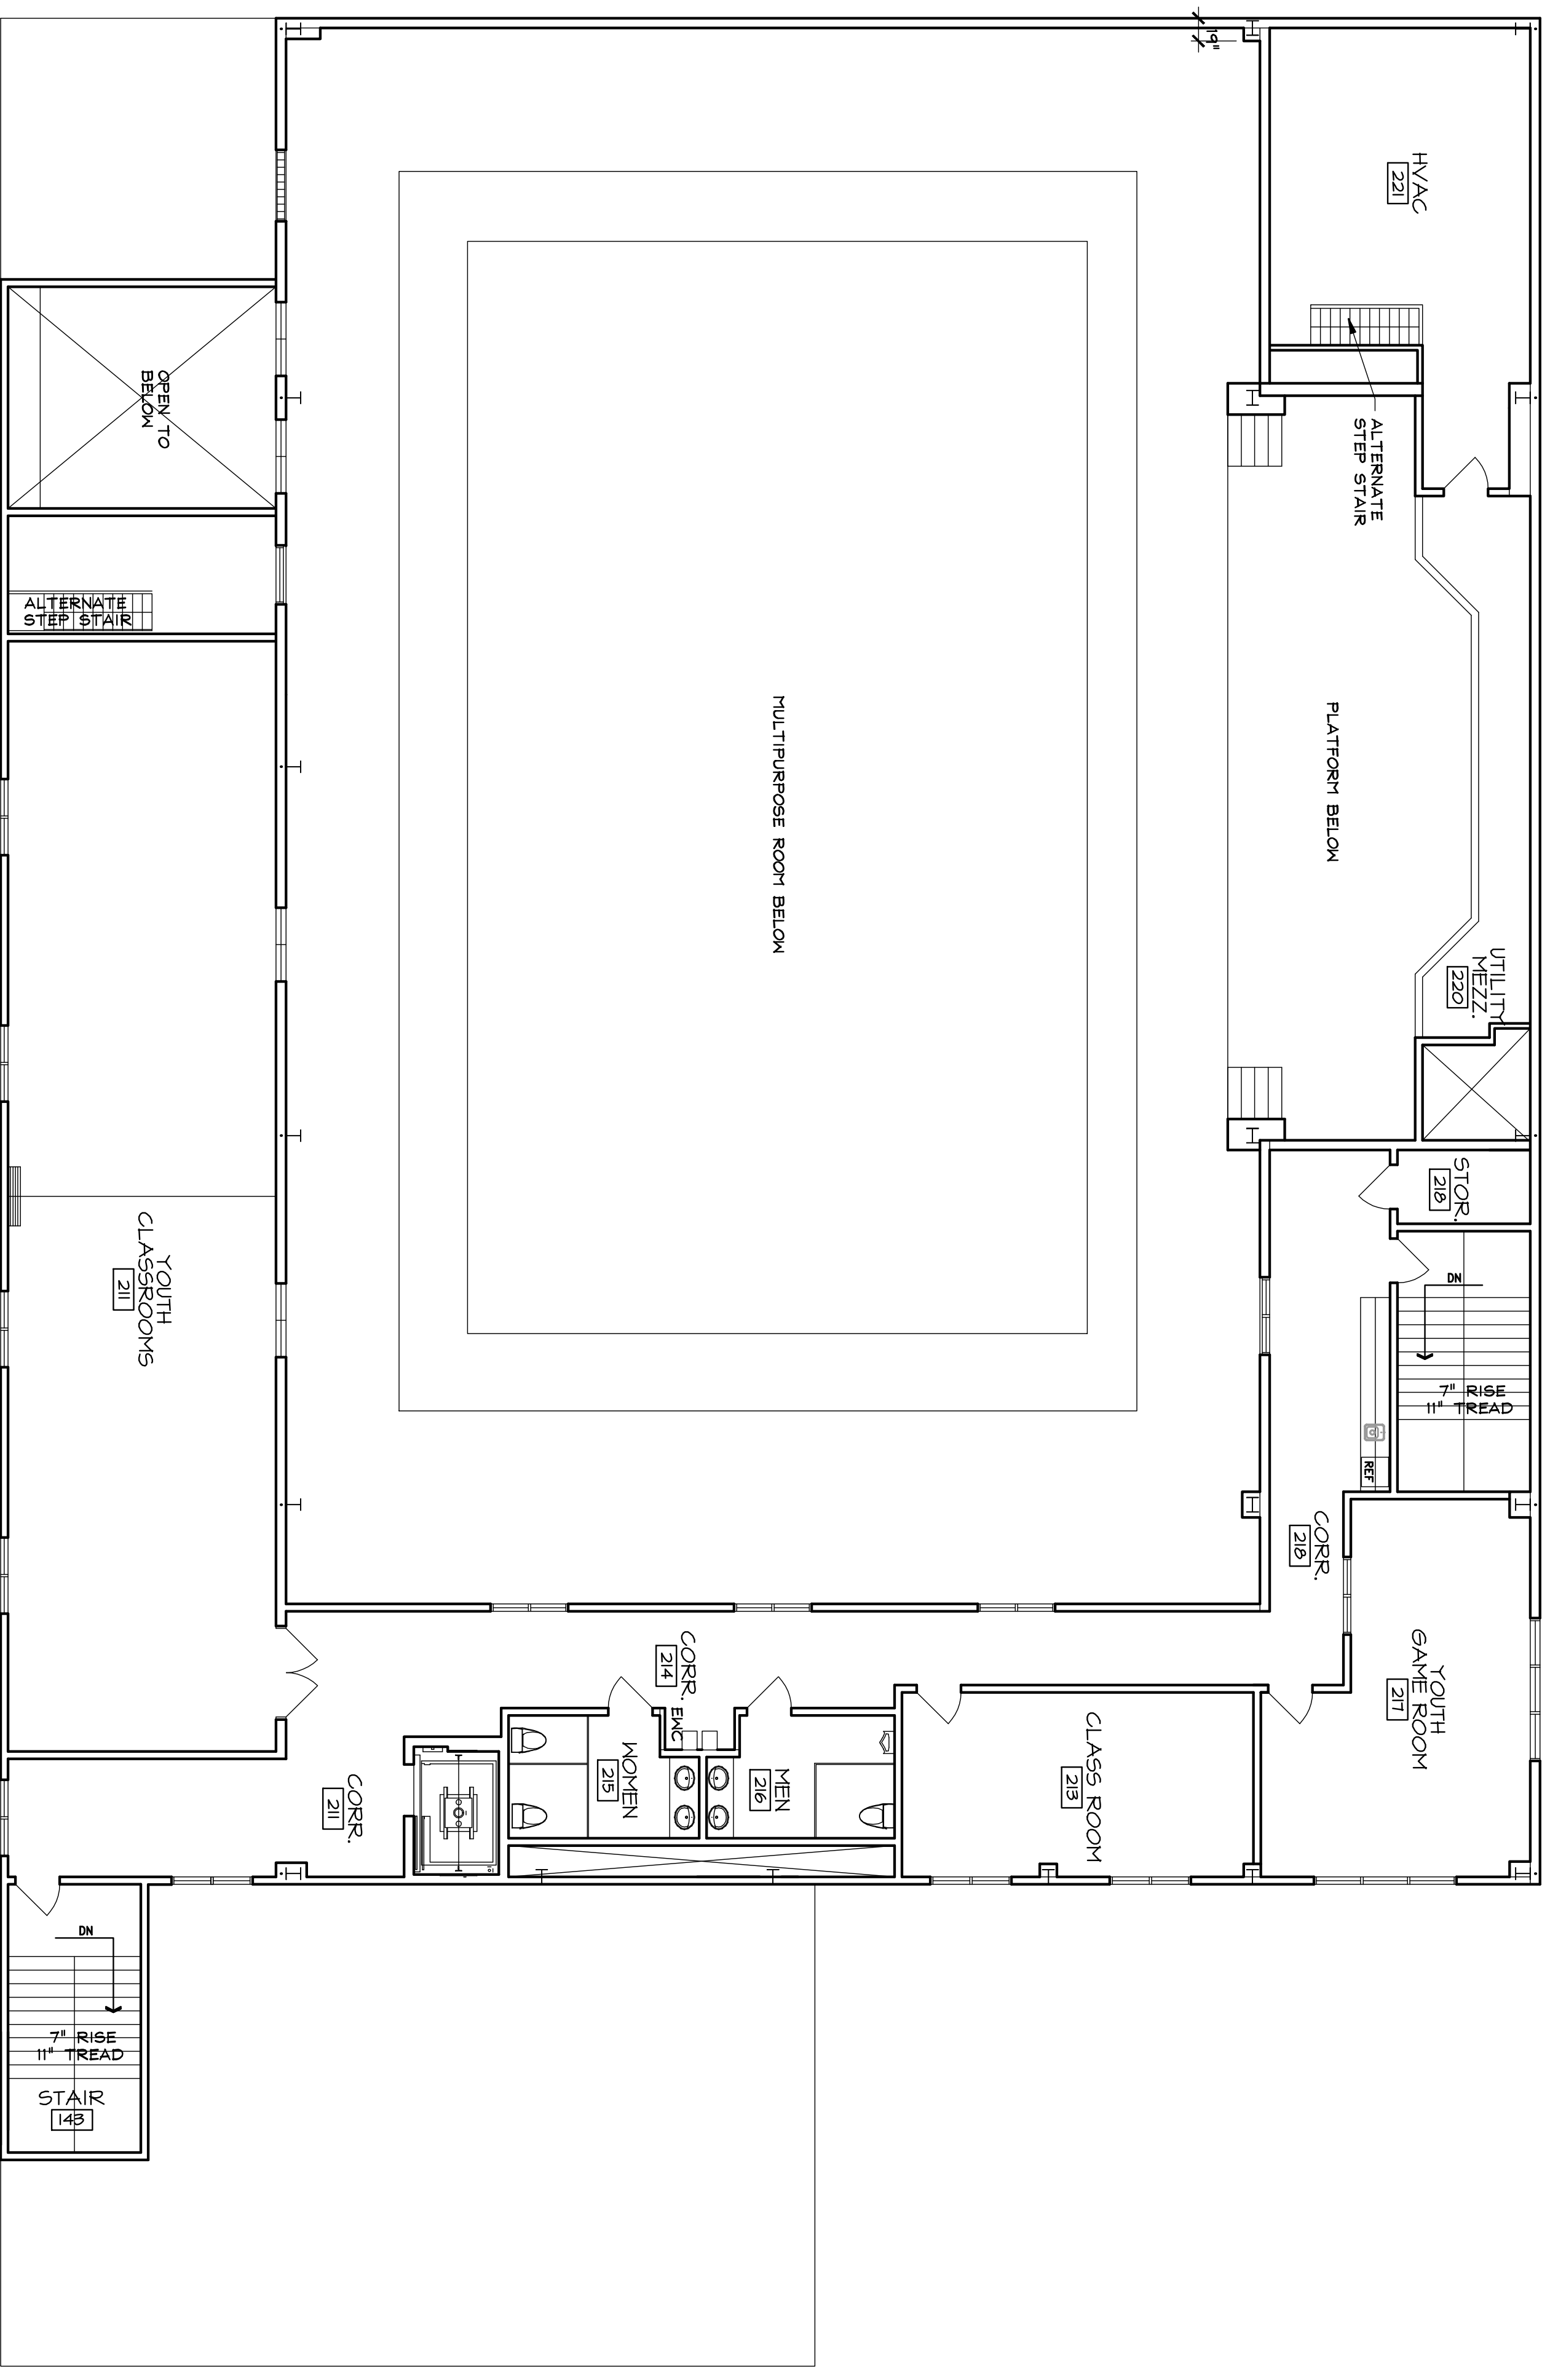 19"
HVAC
221
ALTERNATE
STEP STAIR
OPEN TO
BELOW
ALTERNATE
STEP STAIR
MULTIPURPOSE ROOM BELOW
PLATFORM BELOW
UTILITY
MEZZ.
220
STOR.
218
DN
7" RISE
11" TREAD
REF
CORR.
218
YOUTH
CLASSROOMS
211
YOUTH
GAME ROOM
217
CORR.
214
EWC
WOMEN
215
MEN
216
CLASS ROOM
213
CORR.
211
DN
7" RISE
11" TREAD
STAIR
143